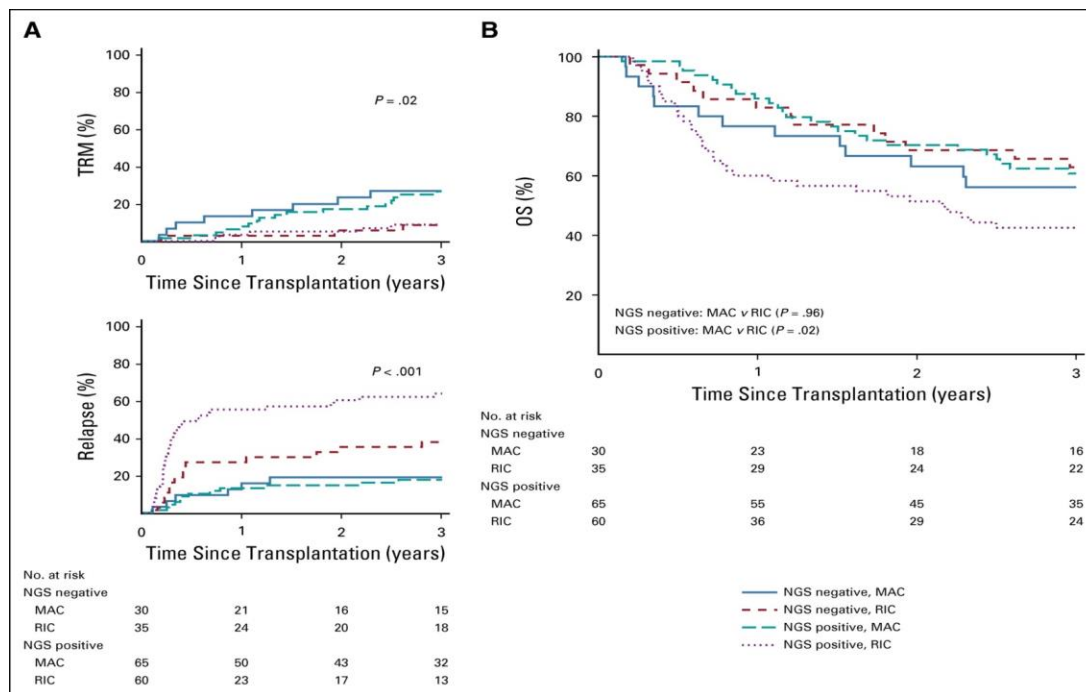 A
100
80
60
40
20
TRM (%)
P = .02
0 1 2 3
Time Since Transplantation (years)
100
80
60
40
20
Relapse (%)
P < .001
0 1 2 3
Time Since Transplantation (years)
No. at risk
NGS negative
MAC 30 21 16 15
RIC 35 24 20 18
NGS positive
MAC 65 50 43 32
RIC 60 23 17 13
B
100
80
60
40
20
OS (%)
NGS negative: MAC v RIC (P = .96)
NGS positive: MAC v RIC (P = .02)
0 1 2 3
Time Since Transplantation (years)
No. at risk
NGS negative
MAC 30 23 18 16
RIC 35 29 24 22
NGS positive
MAC 65 55 45 35
RIC 60 36 29 24
NGS negative, MAC
NGS negative, RIC
NGS positive, MAC
NGS positive, RIC